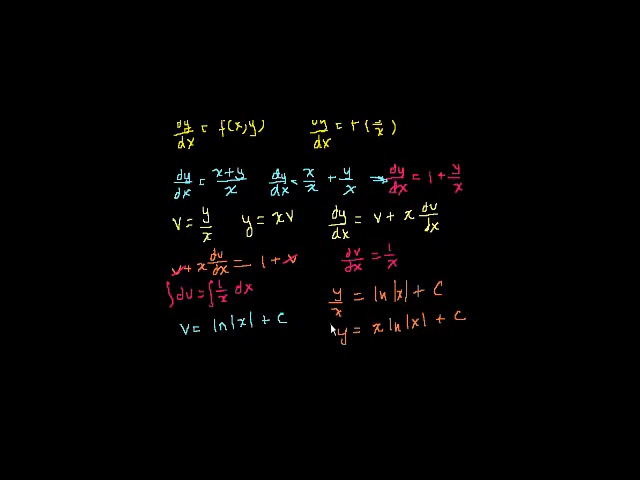 dy/dx = f(x,y) dy/dx = F(y/x)
dy/dx = x+y/x dy/dx = x/x + y/x → dy/dx = 1 + y/x
v = y/x y = xv dy/dx = v + x dv/dx
v + x dv/dx = 1 + v dv/dx = 1/x
∫dv = ∫1/x dx y/x = ln|x| + C
v = ln|x| + C y = x ln|x| + C